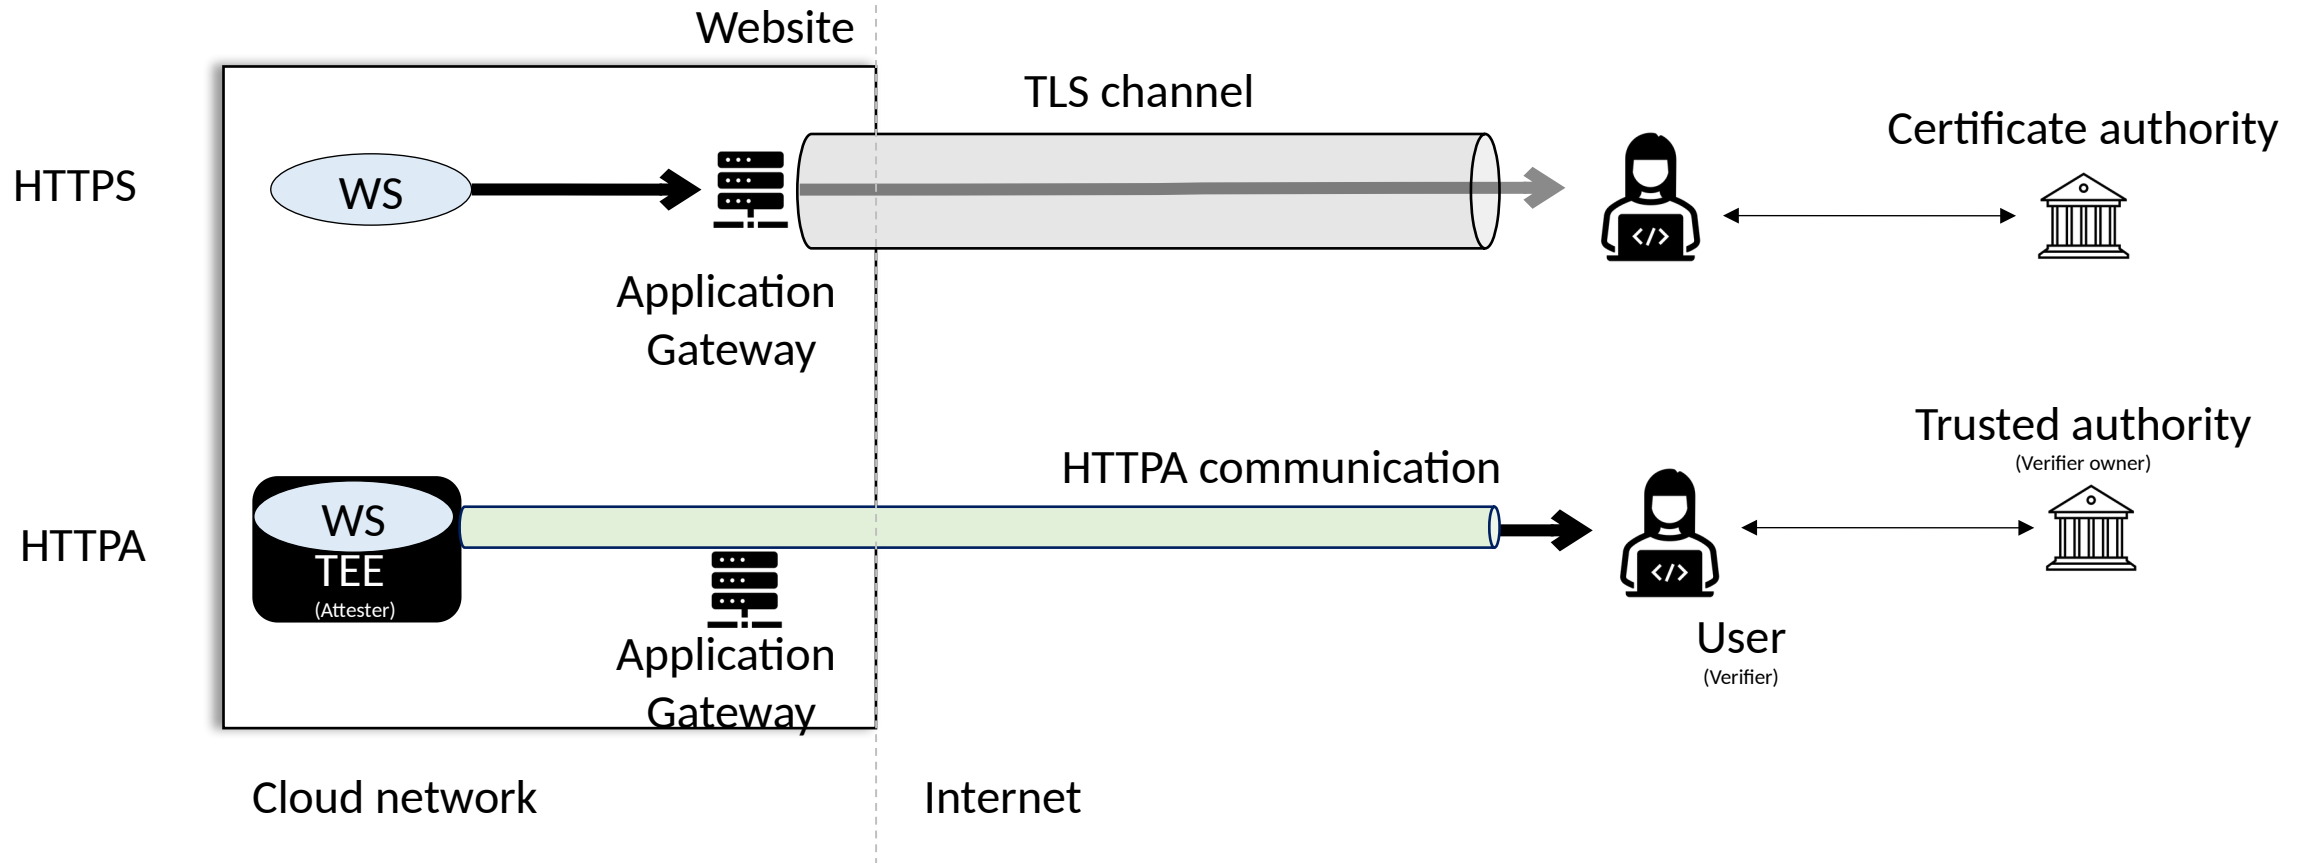 Website
TLS channel
Certificate authority
HTTPS
WS
</>
Application
Gateway
Trusted authority
(Verifier owner)
HTTPA communication
HTTPA
WS
TEE
(Attester)
</>
Application
Gateway
User
(Verifier)
Cloud network
Internet